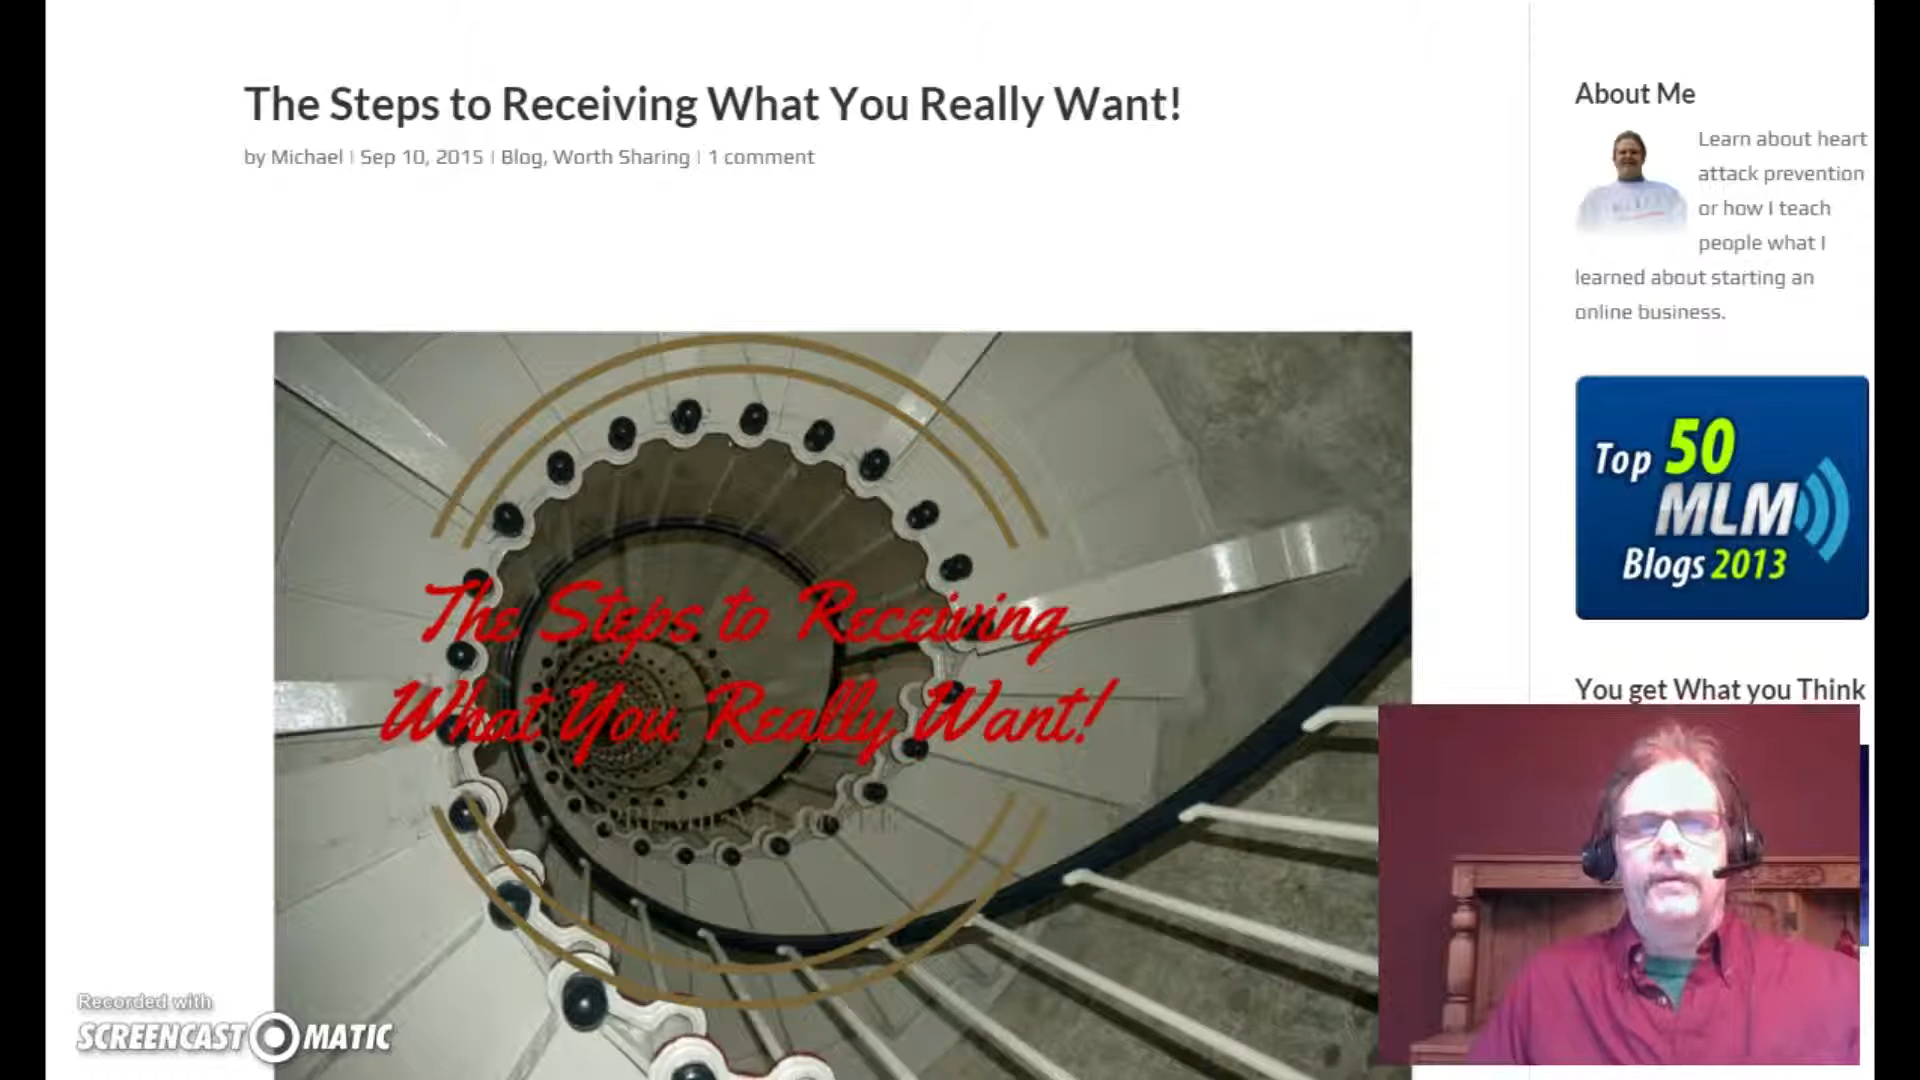 The Steps to Receiving What You Really Want!
by Michael | Sep 10, 2015 | Blog, Worth Sharing | 1 comment
The Steps to Receiving
What You Really Want!
About Me
Learn about heart
attack prevention
or how I teach
people what I
learned about starting an
online business.
Top 50
MLM
Blogs 2013
You get What you Think
Recorded with
SCREENCAST MATIC